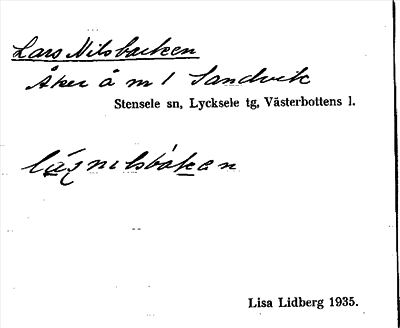 Lars Nilsbacken
Åker å m 1 Sandvik
Stensele sn, Lycksele tg, Västerbottens l.
Lisa Lidberg 1935.